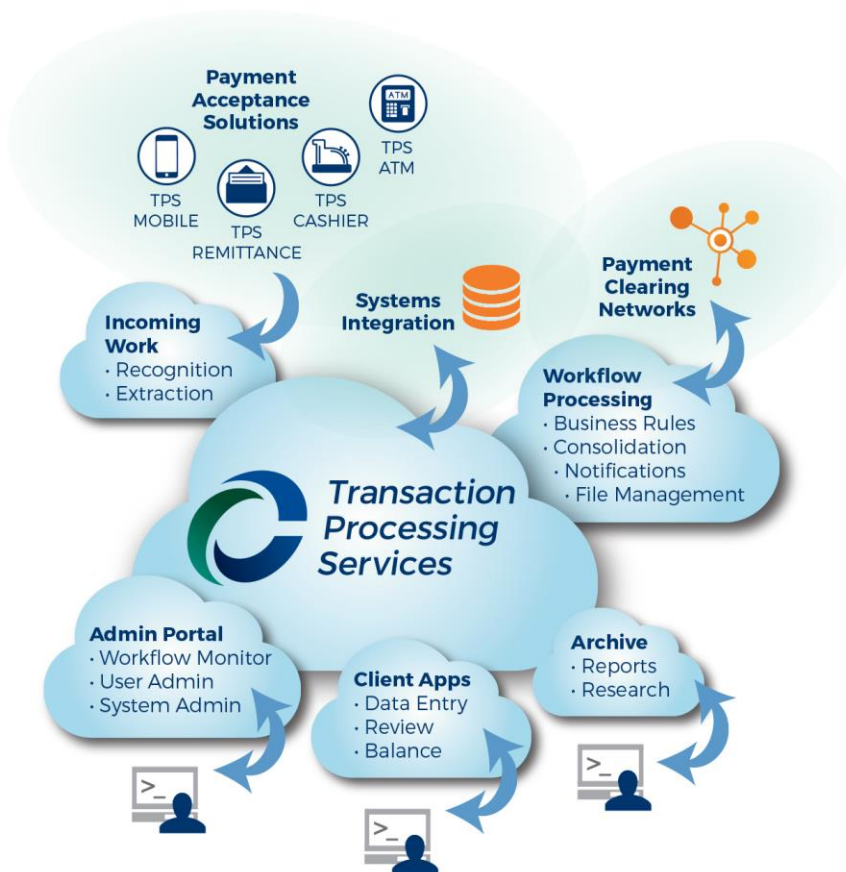 Payment
Acceptance
Solutions
ATM
TPS
ATM
TPS
MOBILE
TPS
REMITTANCE
TPS
CASHIER
Payment
Clearing
Networks
Systems
Integration
Incoming
Work
· Recognition
· Extraction
Workflow
Processing
· Business Rules
· Consolidation
· Notifications
· File Management
Transaction
Processing
Services
Admin Portal
· Workflow Monitor
· User Admin
· System Admin
Client Apps
· Data Entry
· Review
· Balance
Archive
· Reports
· Research
>_
>_
>_